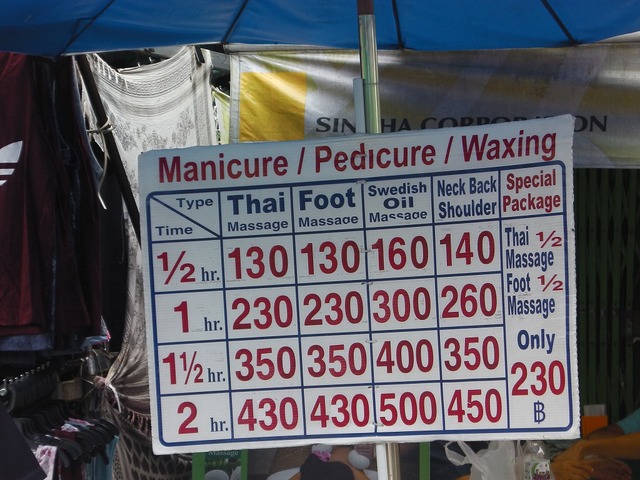 SINGHA CORPORATION
Manicure / Pedicure / Waxing
Type
Time
Thai Massage
Foot Massage
Swedish Oil Massage
Neck Back Shoulder
Special Package
½ hr. 130 130 160 140
1 hr. 230 230 300 260
1½ hr. 350 350 400 350
2 hr. 430 430 500 450
Thai ½
Massage
Foot ½
Massage
Only
230
฿
Massage